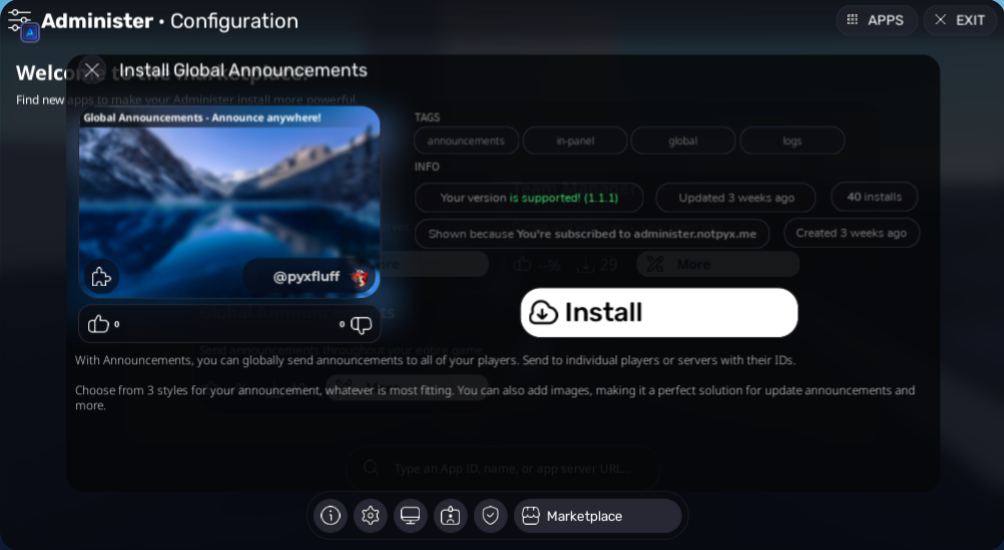 Administer • Configuration
APPS
EXIT
Install Global Announcements
Find new apps to make your Administer install more powerful.
Global Announcements - Announce anywhere!
@pyxfluff
0
0
TAGS
announcements
in-panel
global
logs
INFO
Your version is supported! (1.1.1)
Updated 3 weeks ago
40 installs
Shown because You're subscribed to administer.notpyx.me
Created 3 weeks ago
29
More
Install
With Announcements, you can globally send announcements to all of your players. Send to individual players or servers with their IDs.
Choose from 3 styles for your announcement, whatever is most fitting. You can also add images, making it a perfect solution for update announcements and
more.
Type an App ID, name, or app server URL...
Marketplace